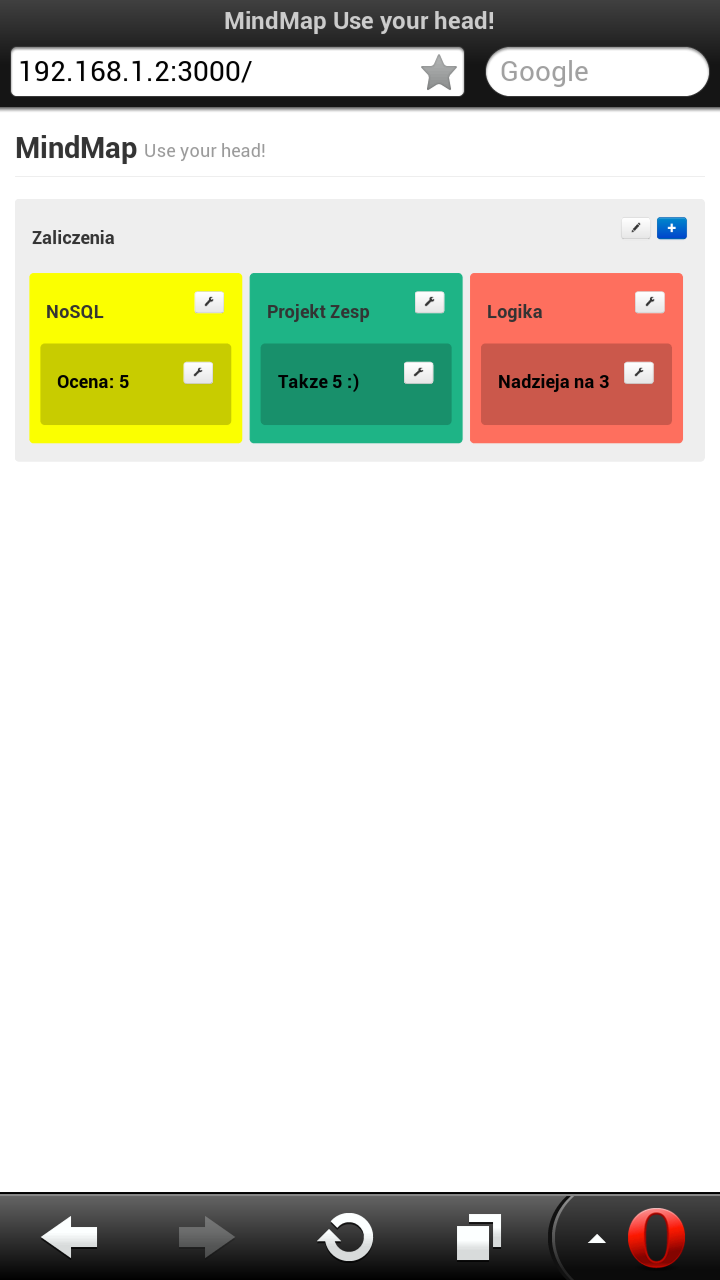 MindMap Use your head!
192.168.1.2:3000/
Google
MindMap Use your head!
Zaliczenia
+
NoSQL
Projekt Zesp
Logika
Ocena: 5
Takze 5 :)
Nadzieja na 3